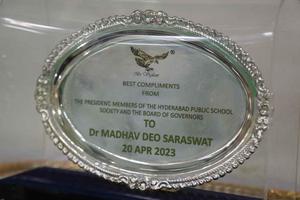 BEST COMPLIMENTS
FROM
THE PRESIDENT, MEMBERS OF THE HYDERABAD PUBLIC SCHOOL
SOCIETY AND THE BOARD OF GOVERNORS
TO
Dr MADHAV DEO SARASWAT
20 APR 2023